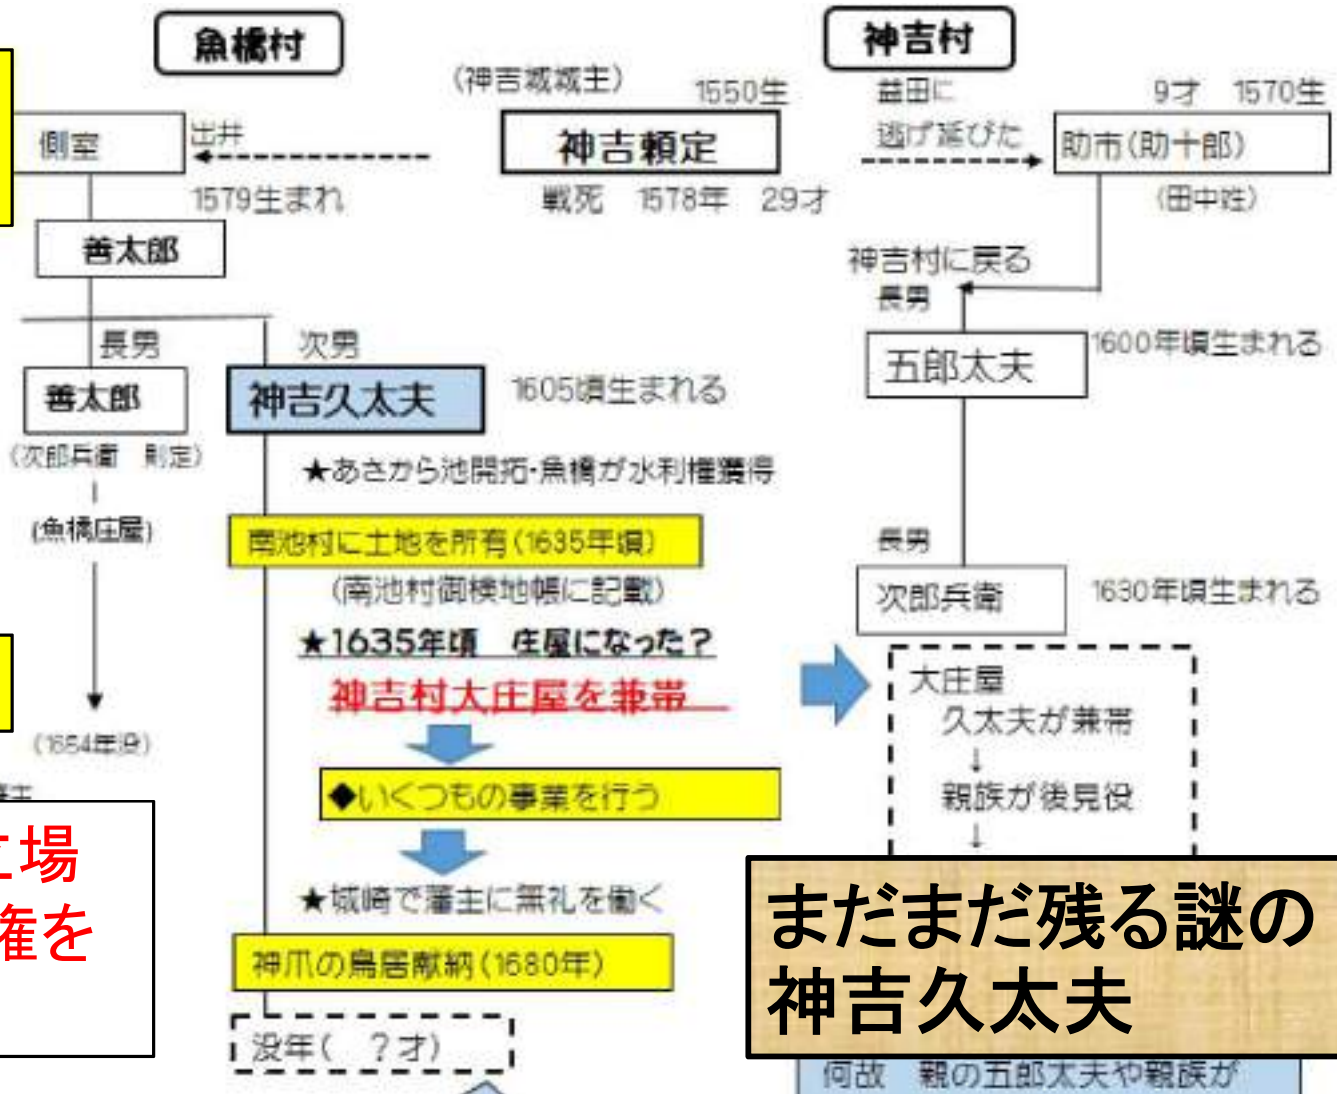 魚橋村
神吉村
(神吉城城主)
1550生
益田に
逃げ延びた
9才 1570生
側室
出井
神吉頼定
助市(助十郎)
1579生まれ
戦死 1578年 29才
(田中姓)
善太郎
神吉村に戻る
長男
長男
次男
五郎太夫
1600年頃生まれる
善太郎
神吉久太夫
1605頃生まれる
(次郎兵衛 則定)
★あさから池開拓・魚橋が水利権獲得
(魚橋庄屋)
南池村に土地を所有(1635年頃)
長男
(南池村御検地帳に記載)
次郎兵衛
1630年頃生まれる
★1635年頃 庄屋になった?
神吉村大庄屋を兼帯
大庄屋
久太夫が兼帯
↓
親族が後見役
↓
◆いくつもの事業を行う
立場
権を
★城崎で藩主に無礼を働く
神爪の鳥居献納(1680年)
まだまだ残る謎の
神吉久太夫
没年( ?才)
何故 親の五郎太夫や親族が